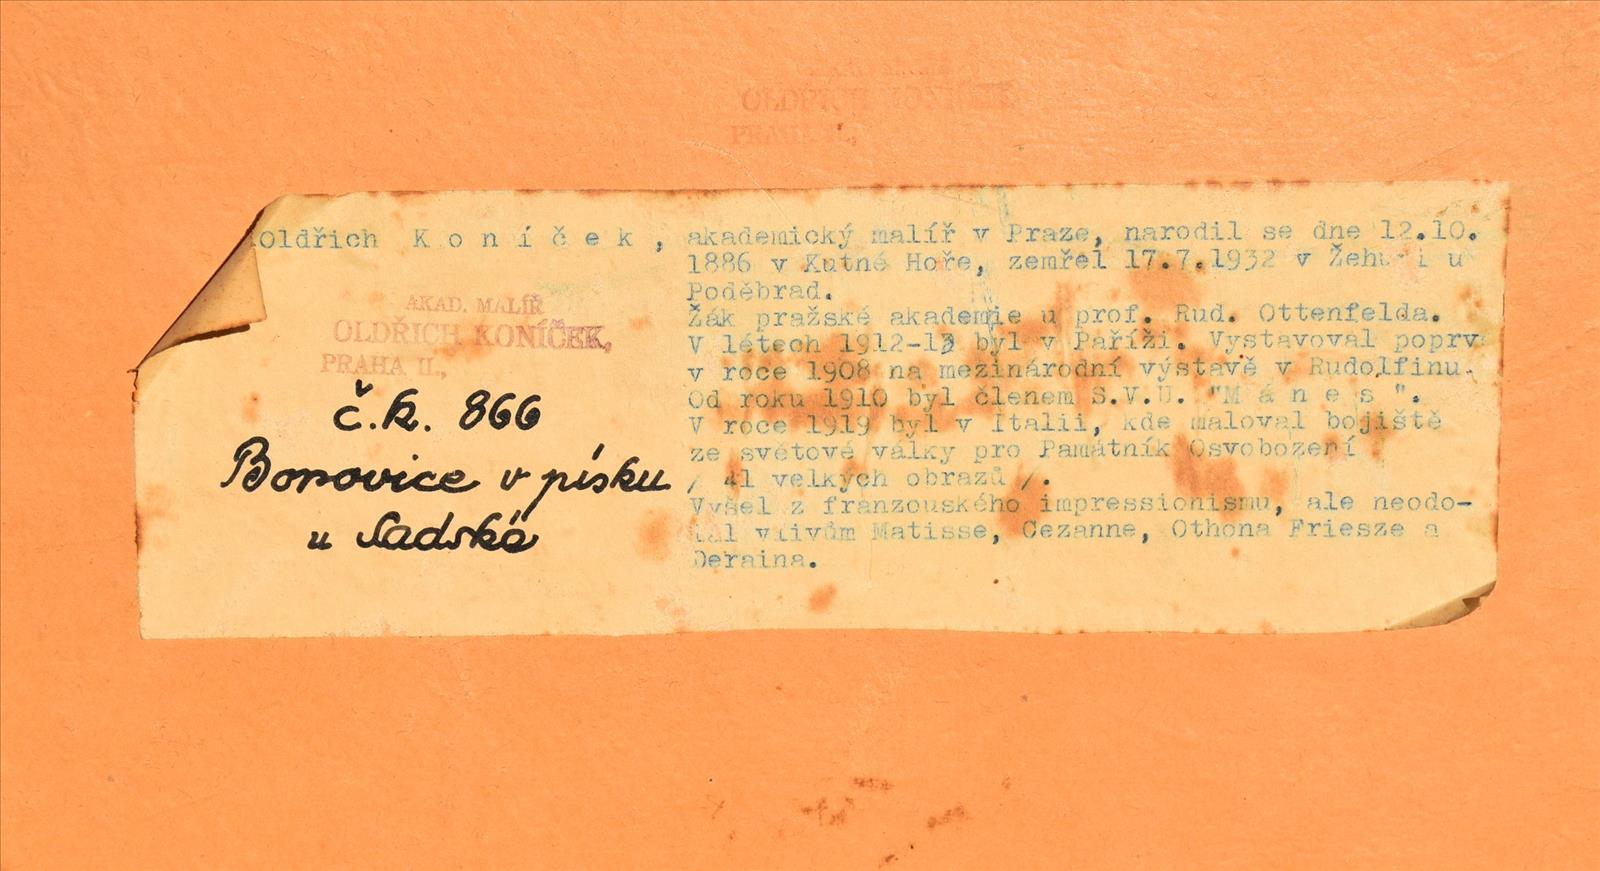 OLDŘICH KONÍČEK
PRAHA II.,
Oldřich Koníček, akademický malíř v Praze, narodil se dne 12.10.
1886 v Kutné Hoře, zemřel 17.7.1932 v u
Poděbrad.
Žák pražské akademie u prof. Rud. Ottenfelda.
V létech 1912-13 byl v Paříži. Vystavoval poprv
v roce 1908 na mezinárodní výstavě v Rudolfinu.
Od roku 1910 byl členem S.V.U. "M á n e s ".
V roce 1919 byl v Italii, kde maloval bojiště
ze světové války pro Památník Osvobození
/ 41 velkých obrazů /.
Vyšel z franzouského impressionismu, ale neodo-
lal vlivům Matisse, Cezanne, Othona Friesze a
Deraina.
AKAD. MALÍŘ
OLDŘICH KONÍČEK,
PRAHA II.,
č.k. 866
Borovice v písku
u Sadské